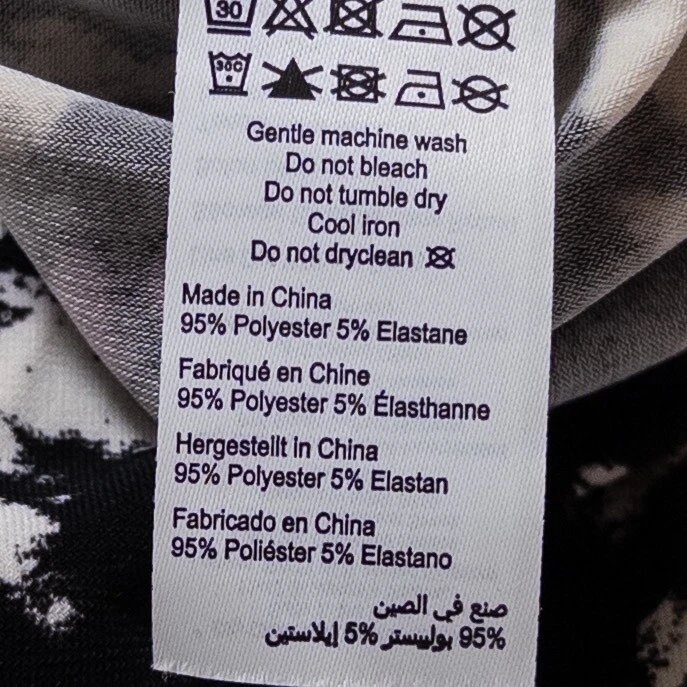 30
30C
Gentle machine wash
Do not bleach
Do not tumble dry
Cool iron
Do not dryclean
Made in China
95% Polyester 5% Elastane
Fabriqué en Chine
95% Polyester 5% Élasthanne
Hergestellt in China
95% Polyester 5% Elastan
Fabricado en China
95% Poliéster 5% Elastano
صنع في الصين
95% بوليستر 5% إيلاستين